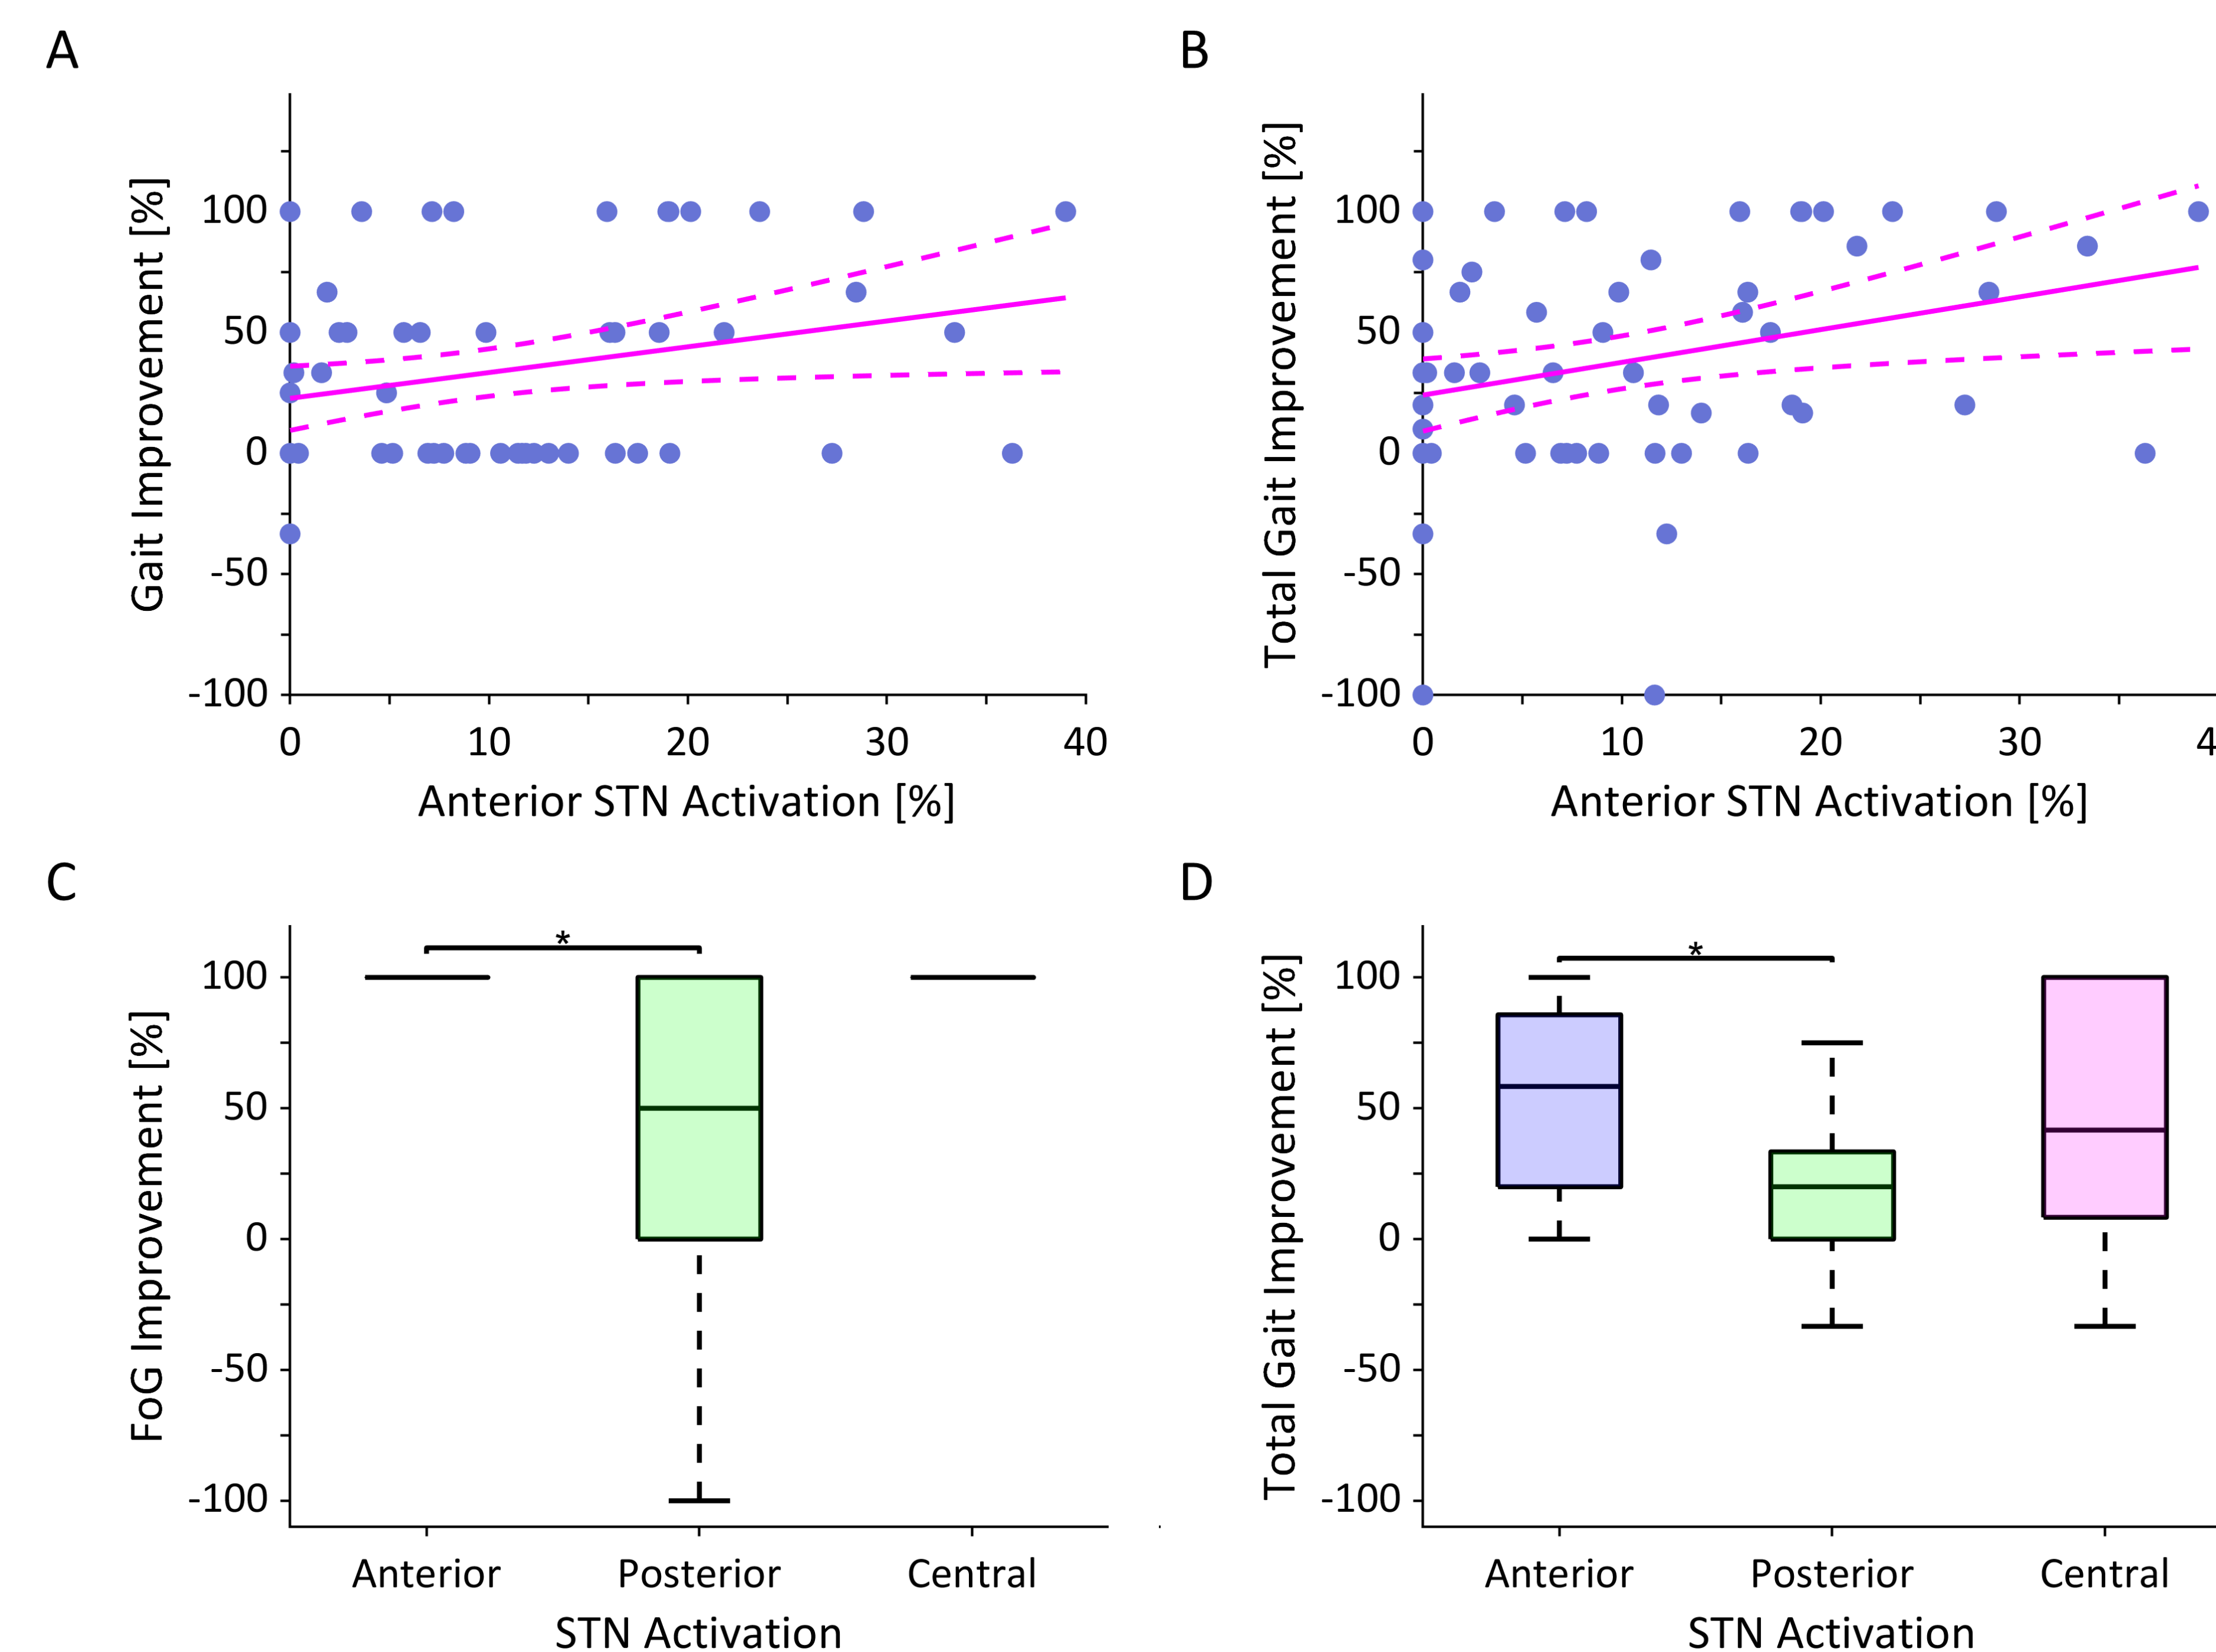 A
B
Gait Improvement [%]
100
50
0
-50
-100
0 10 20 30 40
Anterior STN Activation [%]
Total Gait Improvement [%]
100
50
0
-50
-100
0 10 20 30 4
Anterior STN Activation [%]
C
D
FoG Improvement [%]
100
50
0
-50
-100
*
Anterior Posterior Central
STN Activation
Total Gait Improvement [%]
100
50
0
-50
-100
*
Anterior Posterior Central
STN Activation